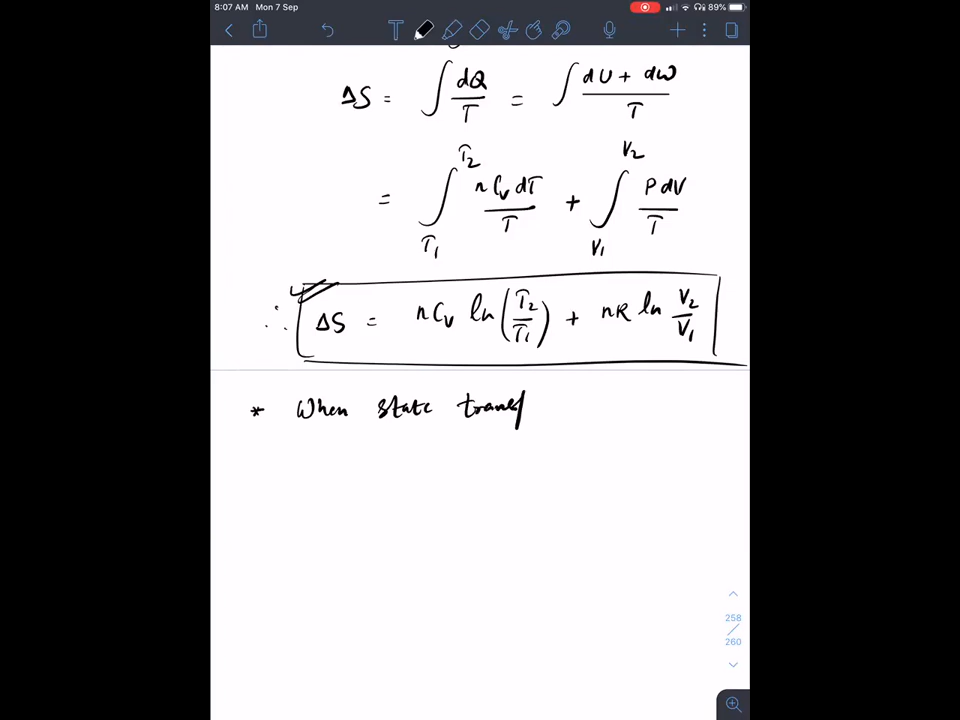 8:07 AM Mon 7 Sep 89%
T
ΔS = ∫ dQ/T = ∫ (dU + dW)/T
= ∫_{T1}^{T2} nCv dT/T + ∫_{V1}^{V2} P dV/T
∴ ΔS = nCv ln(T2/T1) + nR ln V2/V1
* When state transf
258
/
260